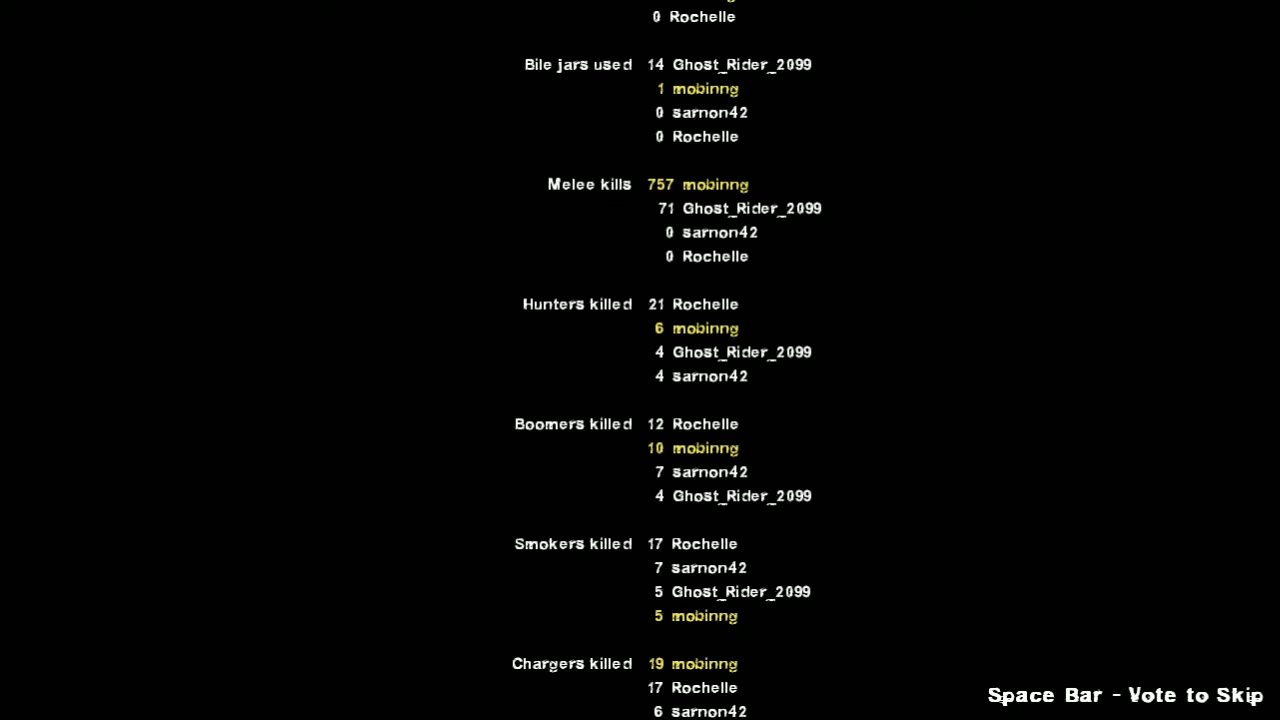 0 Rochelle
Bile jars used 14 Ghost_Rider_2099
1 mobinng
0 sarnon42
0 Rochelle
Melee kills 757 mobinng
71 Ghost_Rider_2099
0 sarnon42
0 Rochelle
Hunters killed 21 Rochelle
6 mobinng
4 Ghost_Rider_2099
4 sarnon42
Boomers killed 12 Rochelle
10 mobinng
7 sarnon42
4 Ghost_Rider_2099
Smokers killed 17 Rochelle
7 sarnon42
5 Ghost_Rider_2099
5 mobinng
Chargers killed 19 mobinng
17 Rochelle
6 sarnon42
Space Bar - Vote to Skip